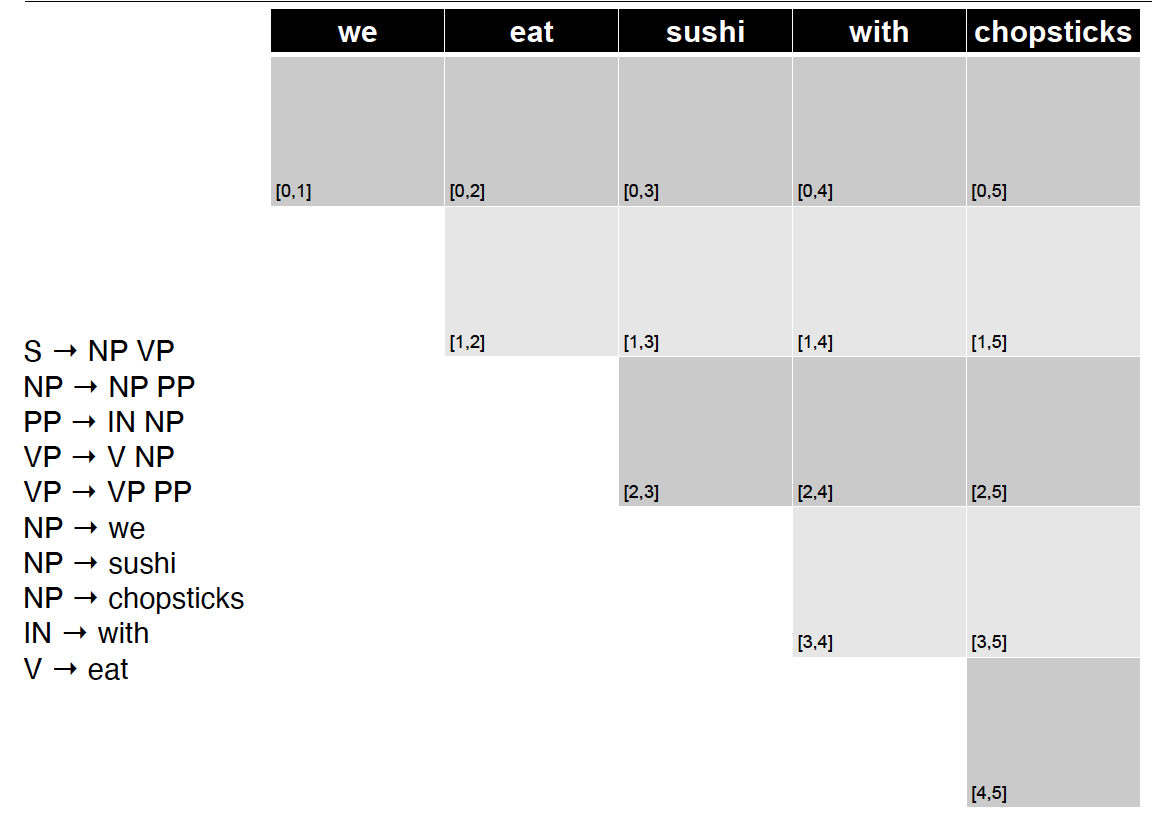 we eat sushi with chopsticks
[0,1] [0,2] [0,3] [0,4] [0,5]
[1,2] [1,3] [1,4] [1,5]
[2,3] [2,4] [2,5]
[3,4] [3,5]
[4,5]
S → NP VP
NP → NP PP
PP → IN NP
VP → V NP
VP → VP PP
NP → we
NP → sushi
NP → chopsticks
IN → with
V → eat